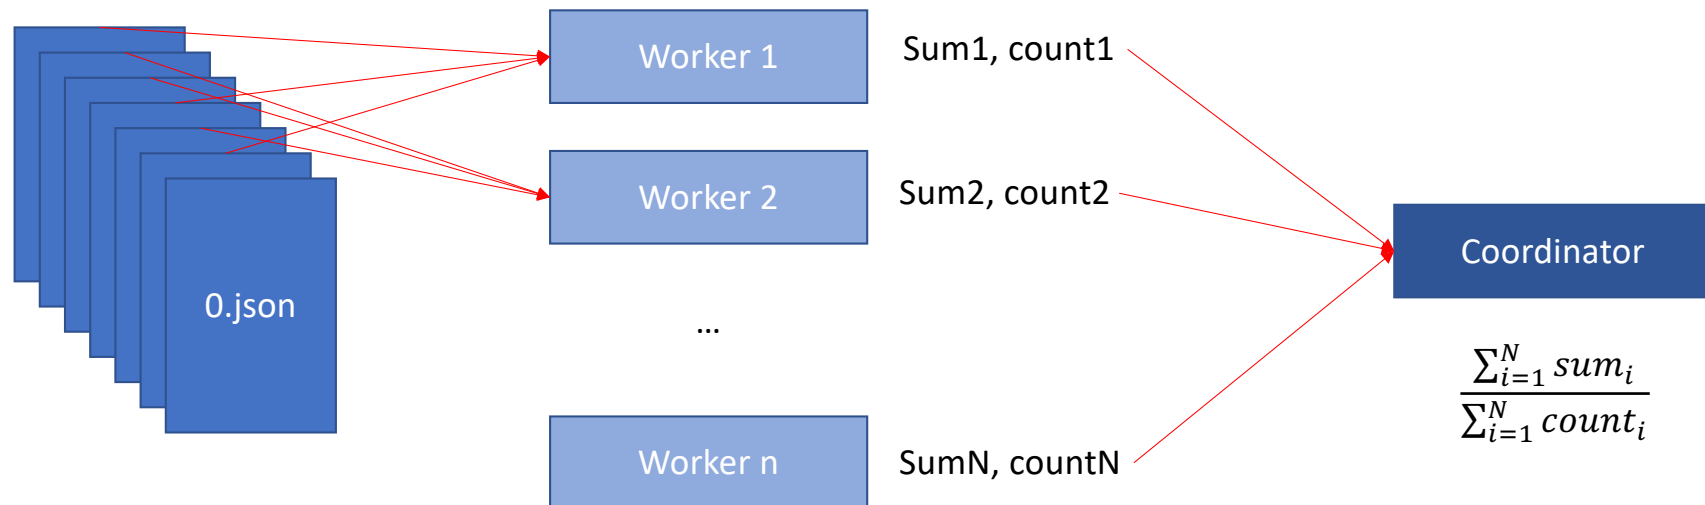 0.json
Worker 1
Sum1, count1
Worker 2
Sum2, count2
...
Worker n
SumN, countN
Coordinator
∑_{i=1}^{N} sum_i
∑_{i=1}^{N} count_i